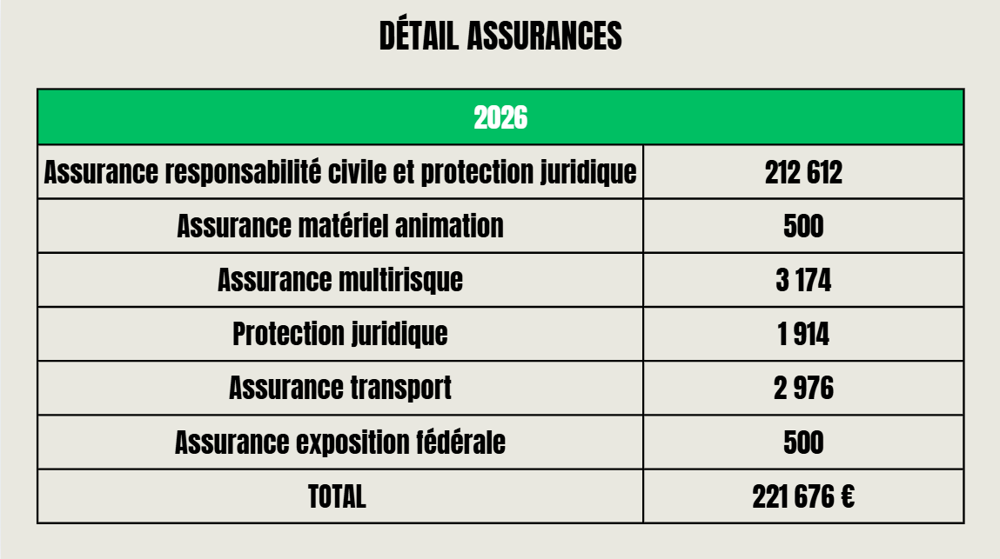 DÉTAIL ASSURANCES
2026
Assurance responsabilité civile et protection juridique 212 612
Assurance matériel animation 500
Assurance multirisque 3 174
Protection juridique 1 914
Assurance transport 2 976
Assurance exposition fédérale 500
TOTAL 221 676 €